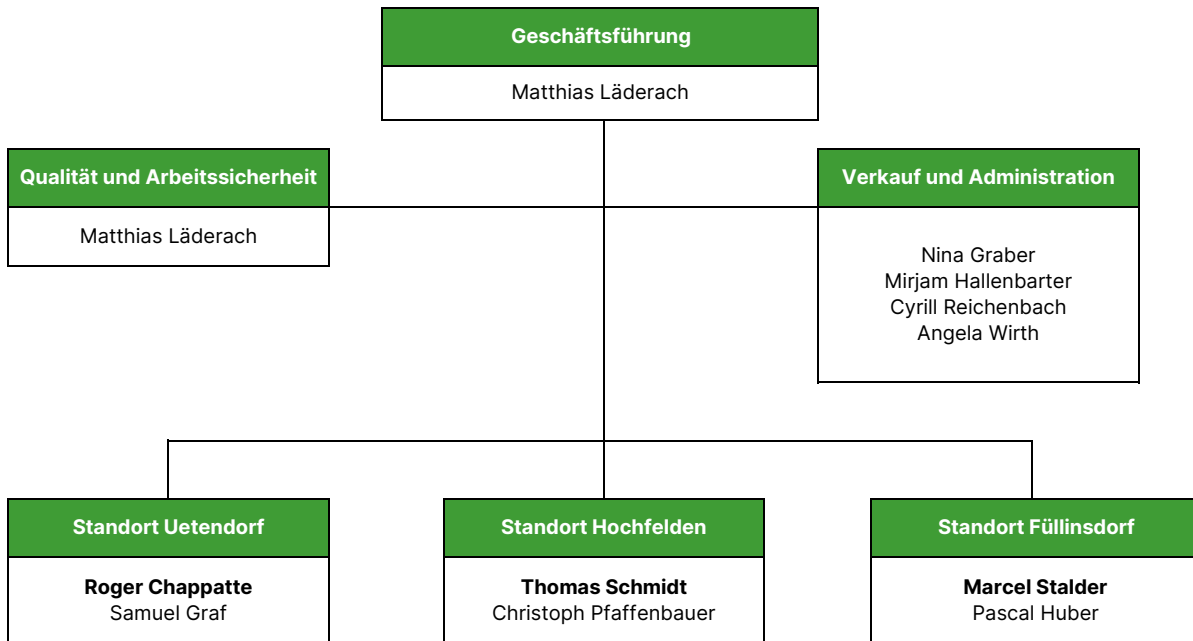 Geschäftsführung
Matthias Läderach
Qualität und Arbeitssicherheit
Matthias Läderach
Verkauf und Administration
Nina Graber
Mirjam Hallenbarter
Cyrill Reichenbach
Angela Wirth
Standort Uetendorf
Roger Chappatte
Samuel Graf
Standort Hochfelden
Thomas Schmidt
Christoph Pfaffenbauer
Standort Füllinsdorf
Marcel Stalder
Pascal Huber